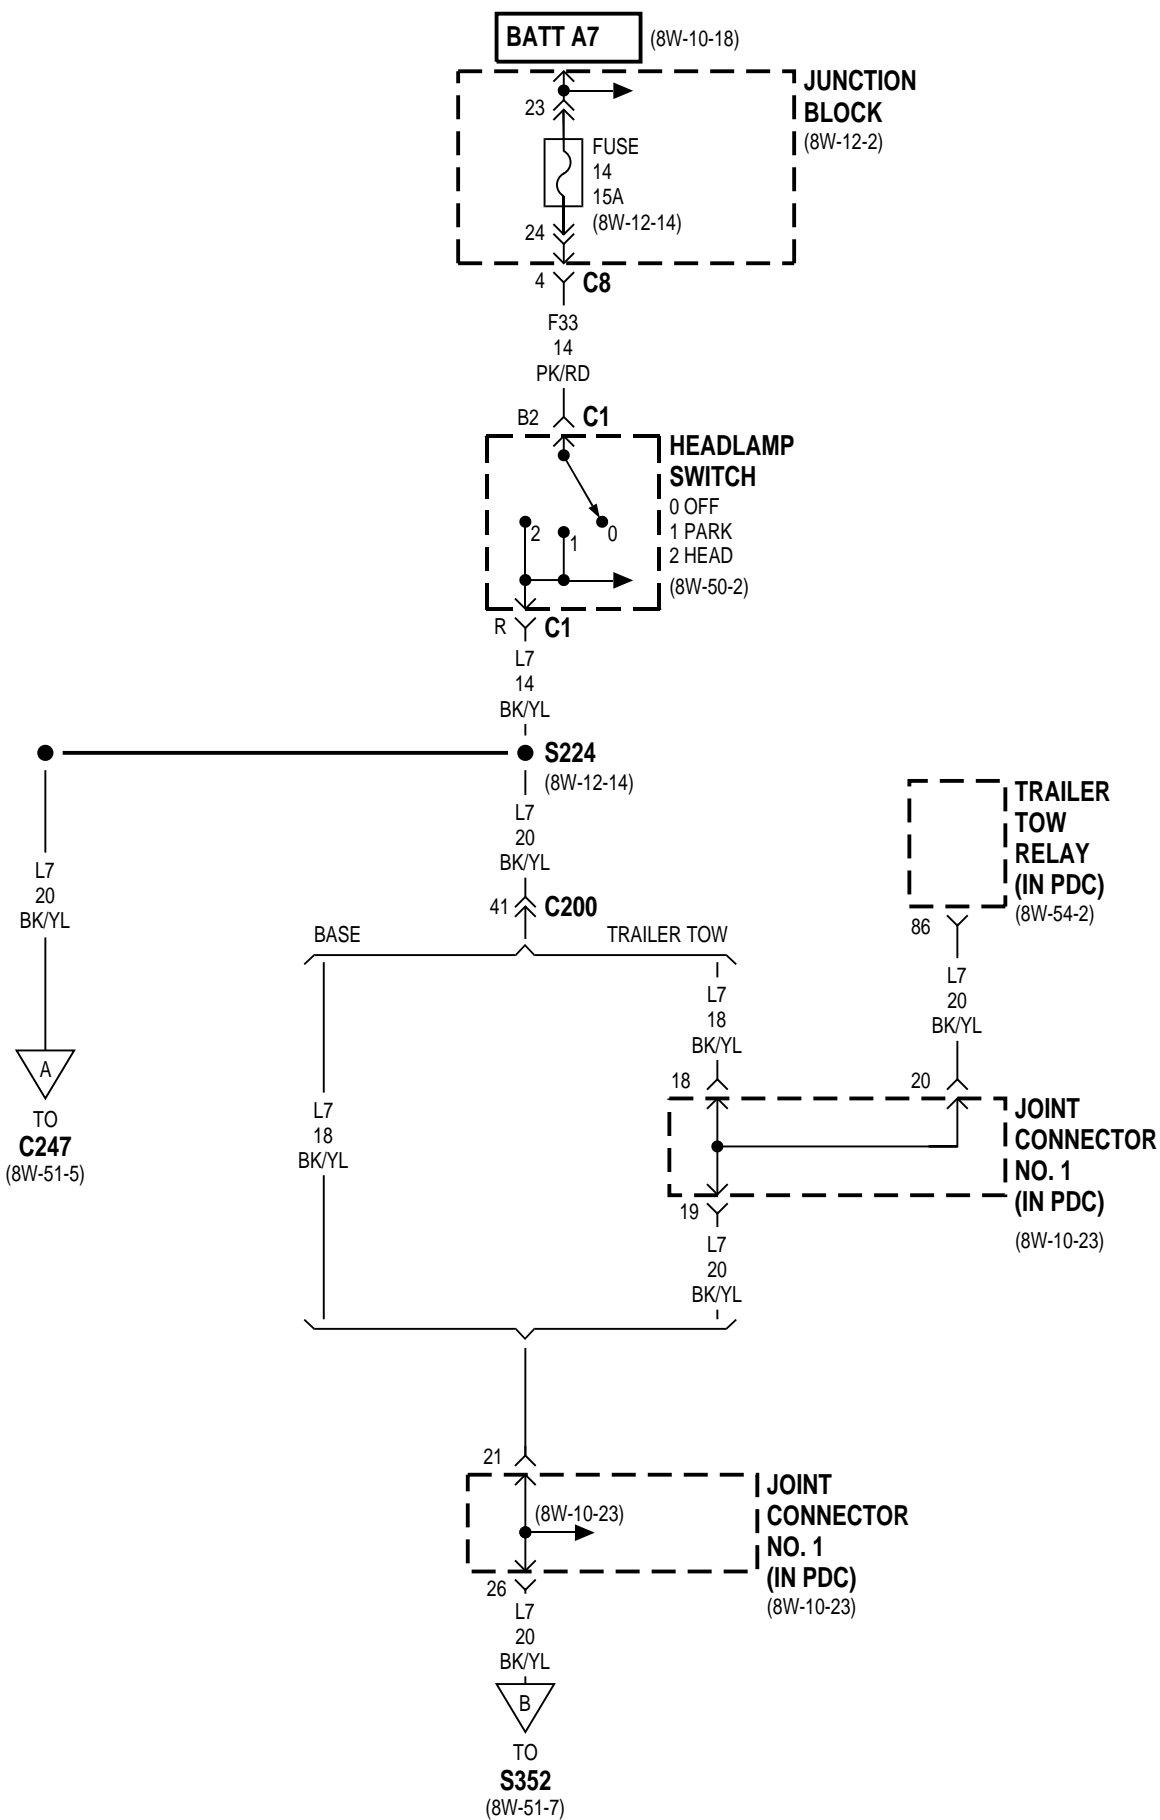 BATT A7
(8W-10-18)
JUNCTION
BLOCK
(8W-12-2)
23
FUSE
14
15A
(8W-12-14)
24
4
C8
F33
14
PK/RD
B2
C1
HEADLAMP
SWITCH
0 OFF
1 PARK
2 HEAD
(8W-50-2)
2
1
0
R
C1
L7
14
BK/YL
S224
(8W-12-14)
L7
20
BK/YL
L7
20
BK/YL
41
C200
TRAILER
TOW
RELAY
(IN PDC)
(8W-54-2)
86
BASE
TRAILER TOW
L7
18
BK/YL
L7
20
BK/YL
A
TO
C247
(8W-51-5)
L7
18
BK/YL
18
20
JOINT
CONNECTOR
NO. 1
(IN PDC)
(8W-10-23)
19
L7
20
BK/YL
21
(8W-10-23)
JOINT
CONNECTOR
NO. 1
(IN PDC)
(8W-10-23)
26
L7
20
BK/YL
B
TO
S352
(8W-51-7)